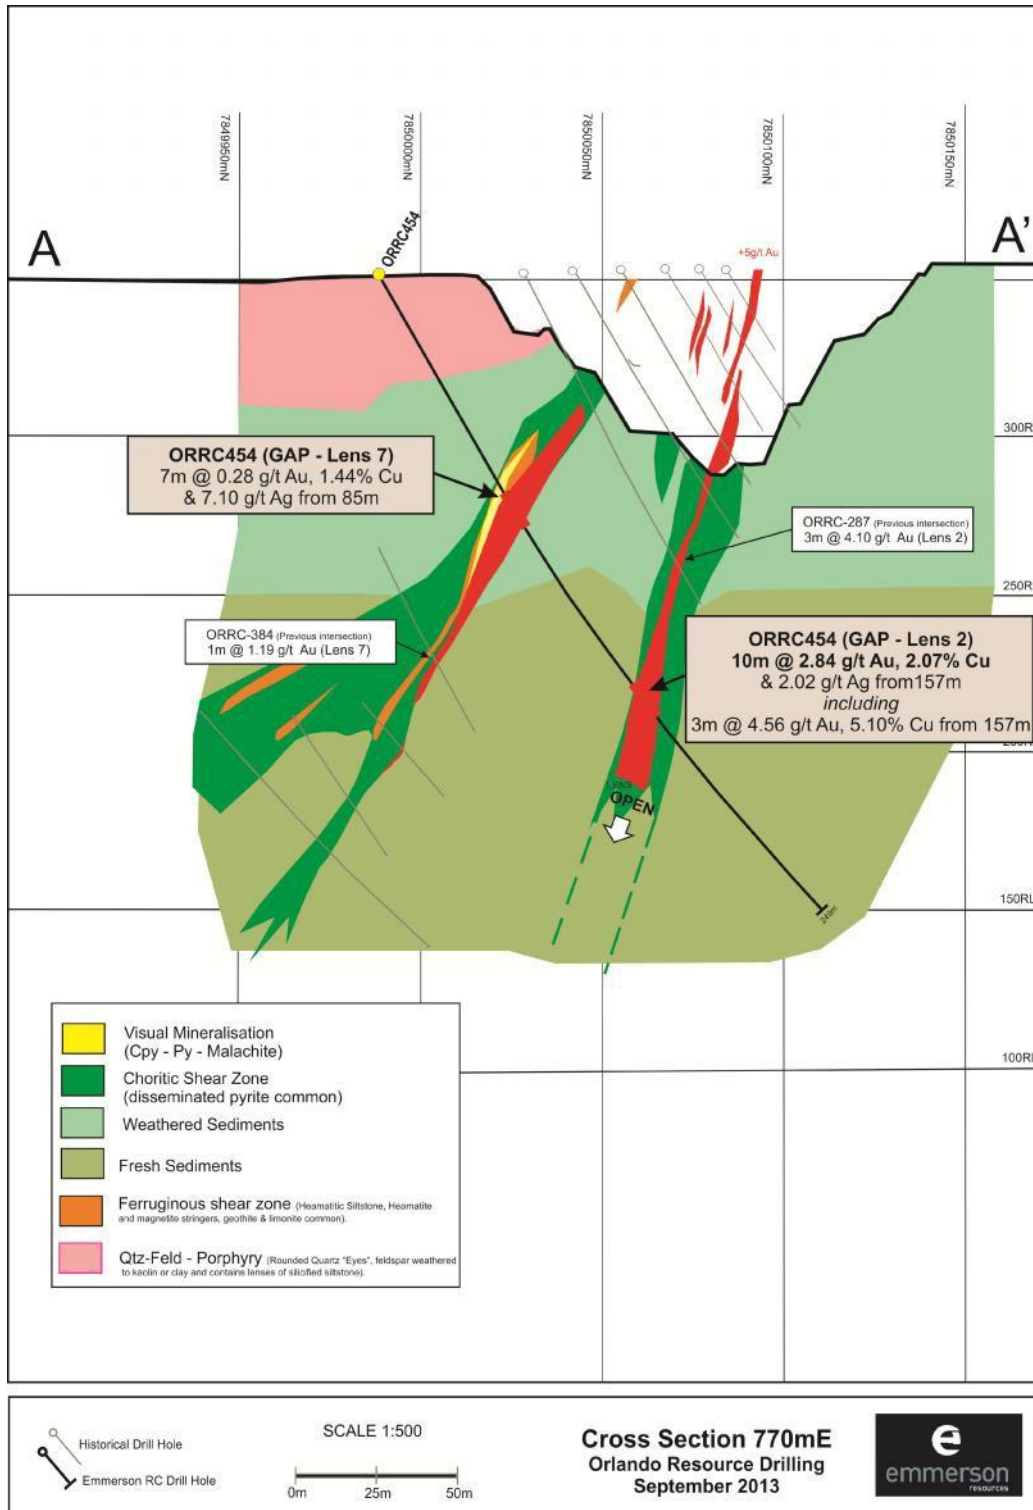 7849950mN
7850000mN
7850050mN
7850100mN
7850150mN
A
A'
ORRC454
+5g/t Au
300R
ORRC454 (GAP - Lens 7)
7m @ 0.28 g/t Au, 1.44% Cu
& 7.10 g/t Ag from 85m
ORRC-287 (Previous intersection)
3m @ 4.10 g/t Au (Lens 2)
250R
ORRC-384 (Previous intersection)
1m @ 1.19 g/t Au (Lens 7)
ORRC454 (GAP - Lens 2)
10m @ 2.84 g/t Au, 2.07% Cu
& 2.02 g/t Ag from157m
including
3m @ 4.56 g/t Au, 5.10% Cu from 157m
OPEN
150RL
249m
100RL
Visual Mineralisation
(Cpy - Py - Malachite)
Choritic Shear Zone
(disseminated pyrite common)
Weathered Sediments
Fresh Sediments
Ferruginous shear zone (Heamatitic Siltstone, Heamatite
and magnetite stringers, geothite & limonite common).
Qtz-Feld - Porphyry (Rounded Quartz "Eyes", feldspar weathered
to kaolin or clay and contains lenses of silicified siltstone).
Historical Drill Hole
Emmerson RC Drill Hole
SCALE 1:500
0m 25m 50m
Cross Section 770mE
Orlando Resource Drilling
September 2013
e
emmerson
resources